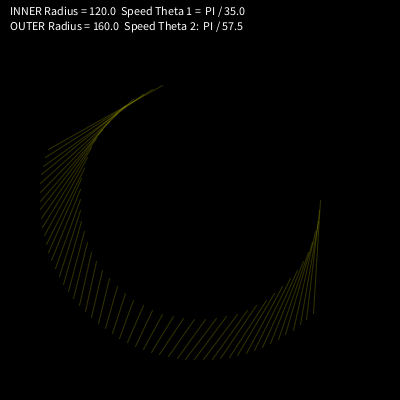 INNER Radius = 120.0  Speed Theta 1 =  PI / 35.0
OUTER Radius = 160.0  Speed Theta 2:  PI / 57.5